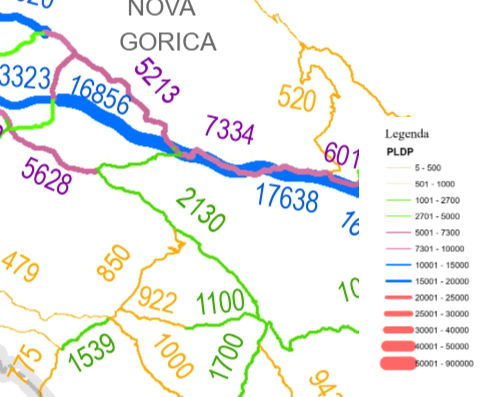 NOVA
GORICA
3323
16856
5213
7334
520
601
5628
17638
2130
850
479
922
1100
1539
1000
1700
Legenda
PLDP
5 - 500
501 - 1000
1001 - 2700
2701 - 5000
5001 - 7300
7301 - 10000
10001 - 15000
15001 - 20000
20001 - 25000
25001 - 30000
30001 - 40000
40001 - 50000
50001 - 900000